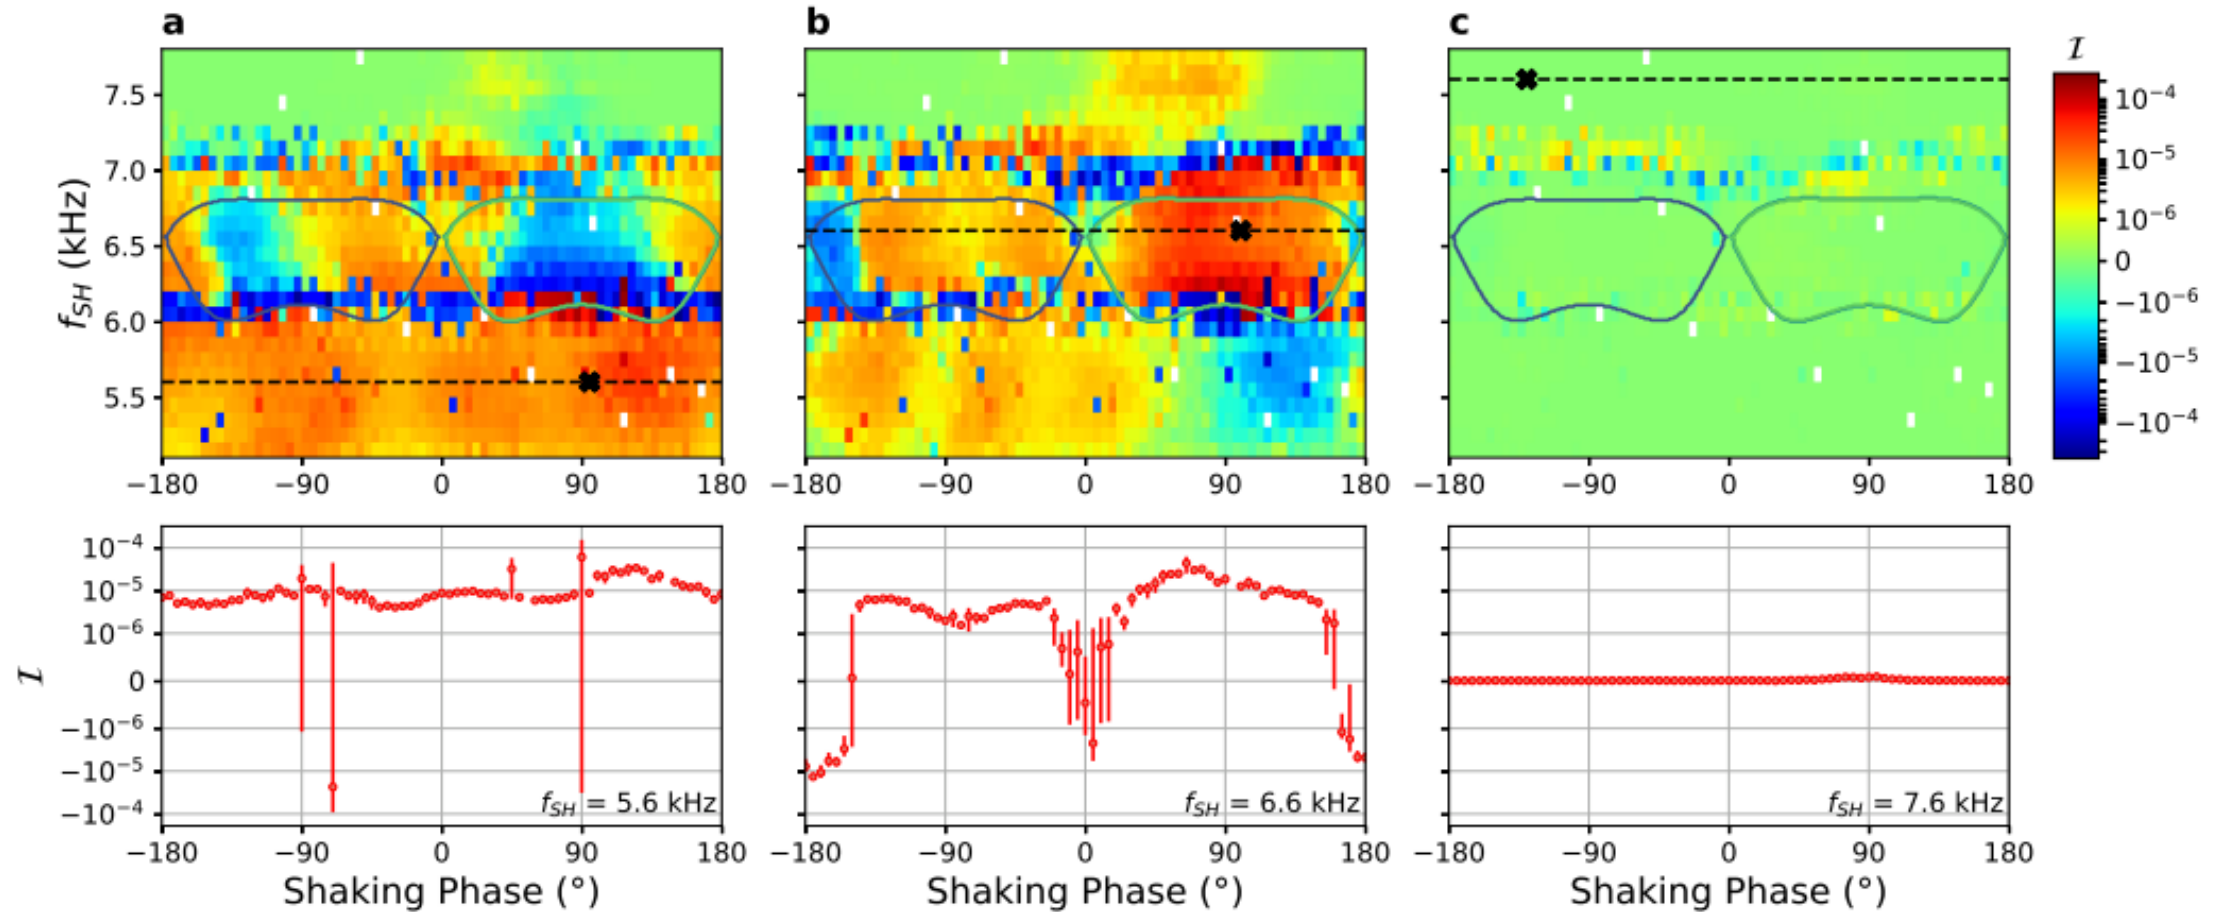 a
b
c
𝓘
7.5
7.0
6.5
6.0
5.5
f_SH (kHz)
−180 −90 0 90 180
−180 −90 0 90 180
−180 −90 0 90 180
10⁻⁴
10⁻⁵
10⁻⁶
0
−10⁻⁶
−10⁻⁵
−10⁻⁴
10⁻⁴
10⁻⁵
10⁻⁶
0
−10⁻⁶
−10⁻⁵
−10⁻⁴
𝓘
f_SH = 5.6 kHz
f_SH = 6.6 kHz
f_SH = 7.6 kHz
−180 −90 0 90 180
−180 −90 0 90 180
−180 −90 0 90 180
Shaking Phase (°)
Shaking Phase (°)
Shaking Phase (°)